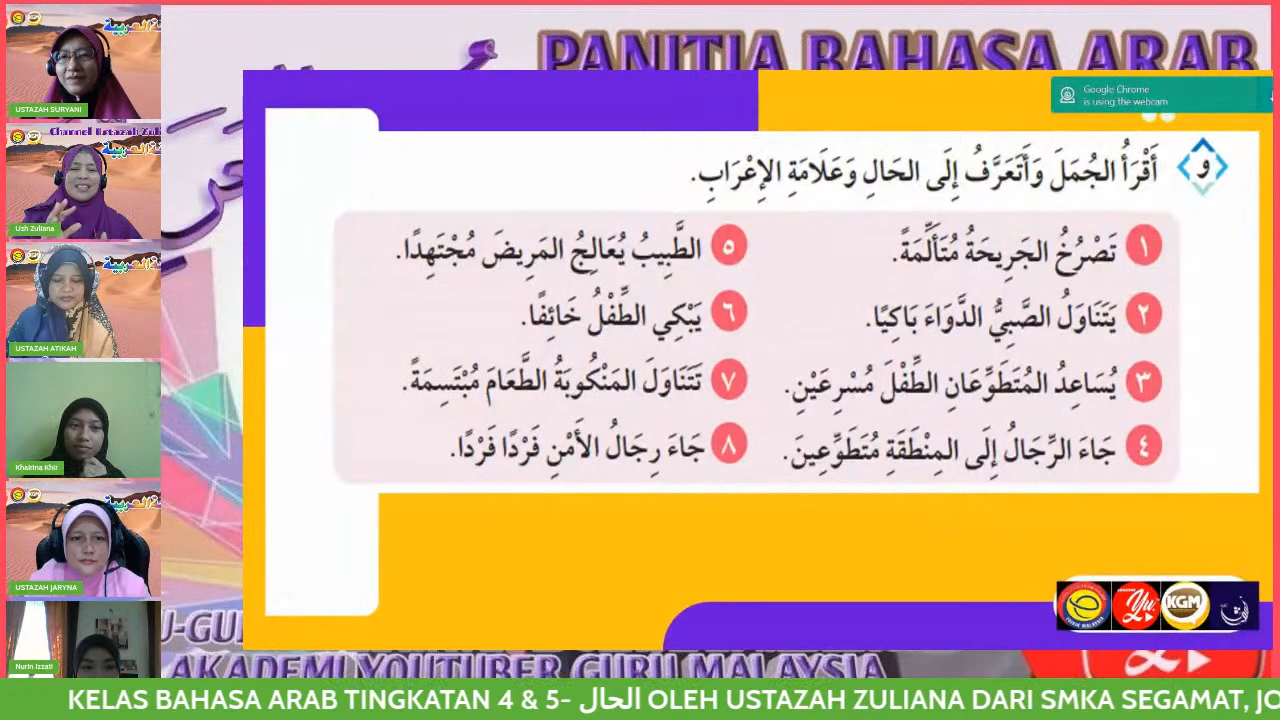 PANITIA BAHASA ARAB
Google Chrome
is using the webcam
و
أَقْرَأُ الجُمَلَ وَأَتَعَرَّفُ إِلَى الحَالِ وَعَلَامَةِ الإِعْرَابِ.
١ تَصْرُخُ الجَرِيحَةُ مُتَأَلِّمَةً.
٢ يَتَنَاوَلُ الصَّبِيُّ الدَّوَاءَ بَاكِيًا.
٣ يُسَاعِدُ المُتَطَوِّعَانِ الطِّفْلَ مُسْرِعَيْنِ.
٤ جَاءَ الرِّجَالُ إِلَى المِنْطَقَةِ مُتَطَوِّعِينَ.
٥ الطَّبِيبُ يُعَالِجُ المَرِيضَ مُجْتَهِدًا.
٦ يَبْكِي الطِّفْلُ خَائِفًا.
٧ تَتَنَاوَلَ المَنْكُوبَةُ الطَّعَامَ مُبْتَسِمَةً.
٨ جَاءَ رِجَالُ الأَمْنِ فَرْدًا فَرْدًا.
USTAZAH SURYANI
Channel Ustazah
Uzh Zuliana
USTAZAH ATIKAH
Khairina Khir
USTAZAH JARYNA
Nurin Izzati
KGM
AKADEMI YOUTUBER GURU MALAYSIA
KELAS BAHASA ARAB TINGKATAN 4 & 5- الحال OLEH USTAZAH ZULIANA DARI SMKA SEGAMAT, JO